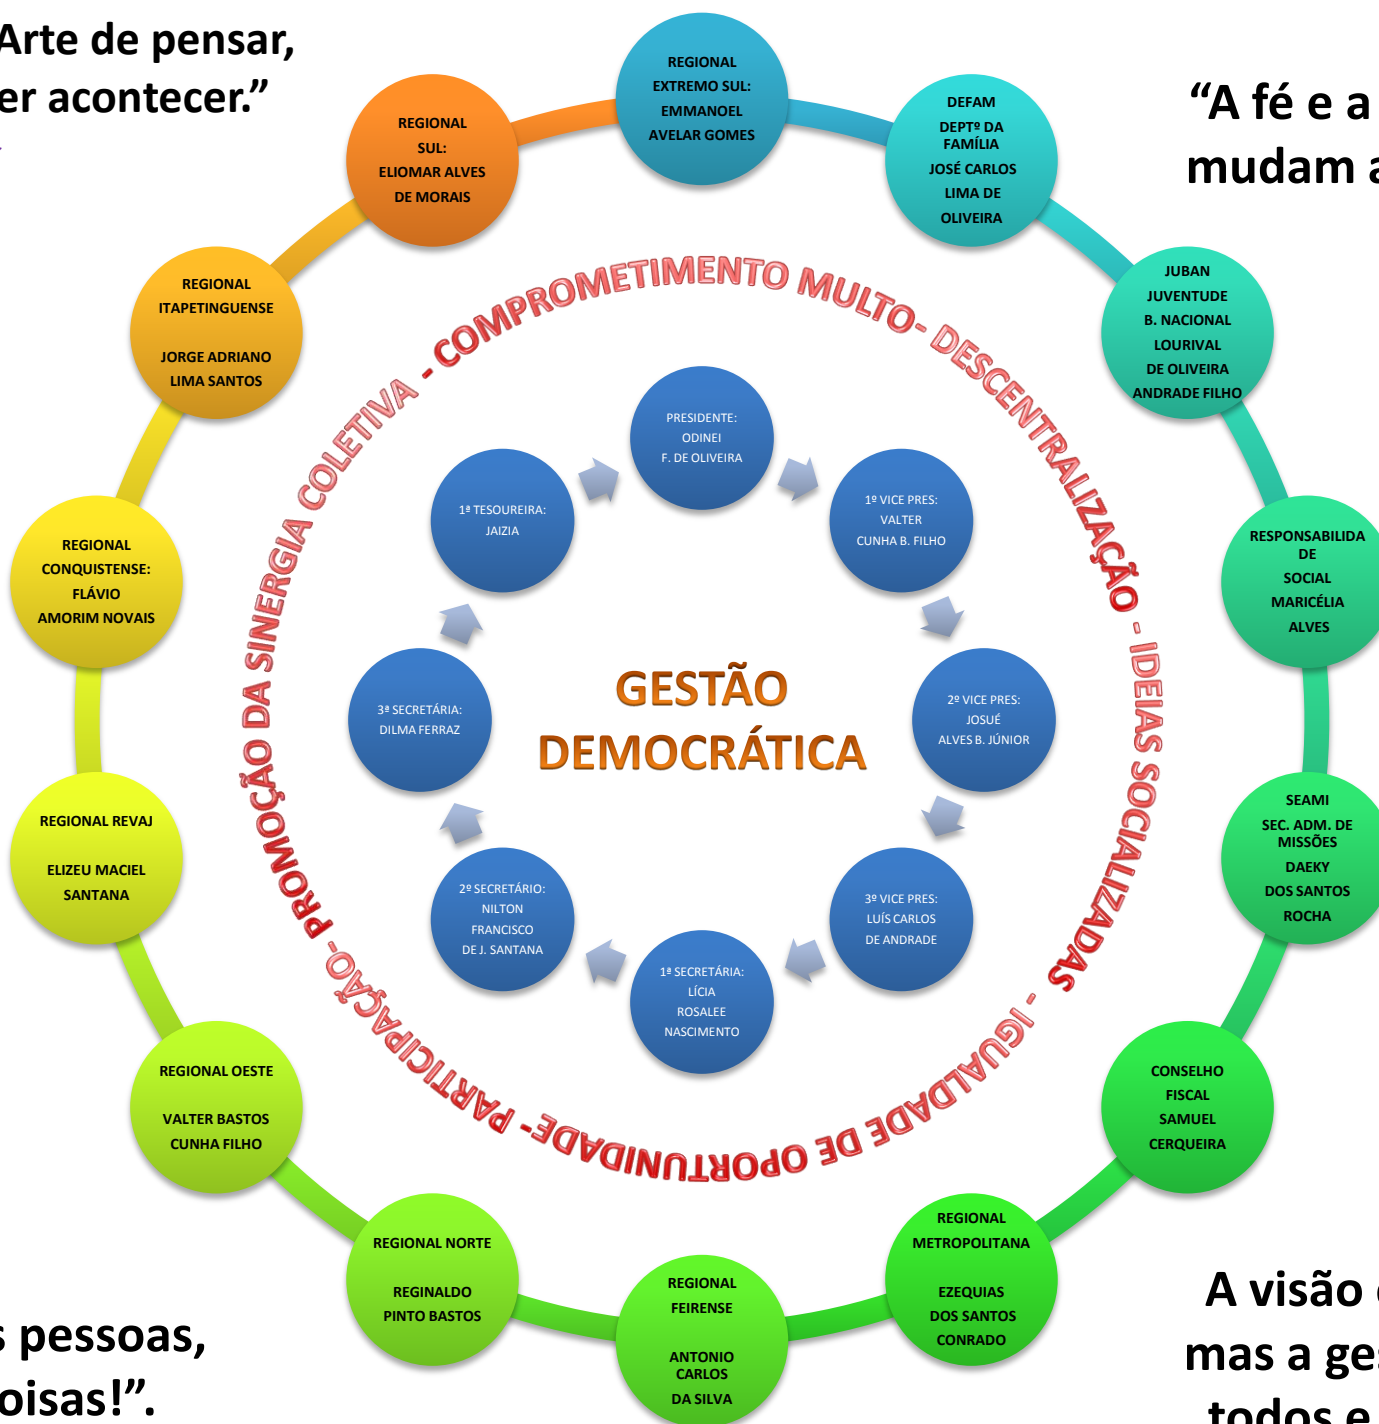 Arte de pensar,
er acontecer.”
“A fé e a
mudam a
REGIONAL
EXTREMO SUL:
EMMANOEL
AVELAR GOMES
DEFAM
DEPTº DA
FAMÍLIA
JOSÉ CARLOS
LIMA DE
OLIVEIRA
JUBAN
JUVENTUDE
B. NACIONAL
LOURIVAL
DE OLIVEIRA
ANDRADE FILHO
RESPONSABILIDA
DE
SOCIAL
MARICÉLIA
ALVES
SEAMI
SEC. ADM. DE
MISSÕES
DAEKY
DOS SANTOS
ROCHA
CONSELHO
FISCAL
SAMUEL
CERQUEIRA
REGIONAL
METROPOLITANA
EZEQUIAS
DOS SANTOS
CONRADO
REGIONAL
FEIRENSE
ANTONIO
CARLOS
DA SILVA
REGIONAL NORTE
REGINALDO
PINTO BASTOS
REGIONAL OESTE
VALTER BASTOS
CUNHA FILHO
REGIONAL REVAJ
ELIZEU MACIEL
SANTANA
REGIONAL
CONQUISTENSE:
FLÁVIO
AMORIM NOVAIS
REGIONAL
ITAPETINGUENSE
JORGE ADRIANO
LIMA SANTOS
REGIONAL
SUL:
ELIOMAR ALVES
DE MORAIS
PROMOÇÃO DA SINERGIA COLETIVA - COMPROMETIMENTO MULTO- DESCENTRALIZAÇÃO - IDEIAS SOCIALIZADAS - IGUALDADE DE OPORTUNIDADE- PARTICIPAÇÃO-
PRESIDENTE:
ODINEI
F. DE OLIVEIRA
1º VICE PRES:
VALTER
CUNHA B. FILHO
2º VICE PRES:
JOSUÉ
ALVES B. JÚNIOR
3º VICE PRES:
LUÍS CARLOS
DE ANDRADE
1ª SECRETÁRIA:
LÍCIA
ROSALEE
NASCIMENTO
2º SECRETÁRIO:
NILTON
FRANCISCO
DE J. SANTANA
3ª SECRETÁRIA:
DILMA FERRAZ
1ª TESOUREIRA:
JAIZIA
GESTÃO
DEMOCRÁTICA
s pessoas,
oisas!”.
A visão
mas a ges
todos e